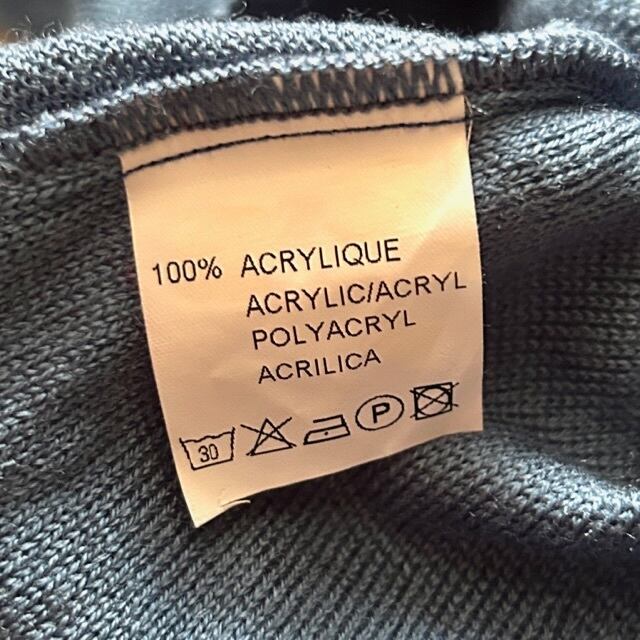 100% ACRYLIQUE
ACRYLIC/ACRYL
POLYACRYL
ACRILICA
30 P